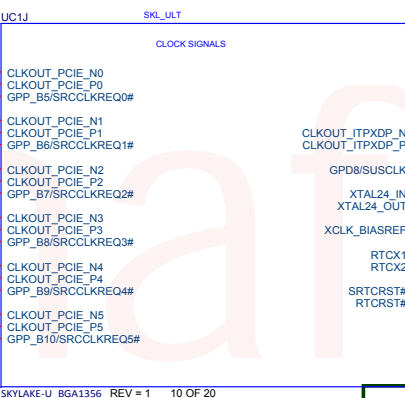 UC1J SKL_ULT
CLOCK SIGNALS
CLKOUT_PCIE_N0
CLKOUT_PCIE_P0
GPP_B5/SRCCLKREQ0#
CLKOUT_PCIE_N1
CLKOUT_PCIE_P1
GPP_B6/SRCCLKREQ1#
CLKOUT_PCIE_N2
CLKOUT_PCIE_P2
GPP_B7/SRCCLKREQ2#
CLKOUT_PCIE_N3
CLKOUT_PCIE_P3
GPP_B8/SRCCLKREQ3#
CLKOUT_PCIE_N4
CLKOUT_PCIE_P4
GPP_B9/SRCCLKREQ4#
CLKOUT_PCIE_N5
CLKOUT_PCIE_P5
GPP_B10/SRCCLKREQ5#
CLKOUT_ITPXDP_N
CLKOUT_ITPXDP_P
GPD8/SUSCLK
XTAL24_IN
XTAL24_OUT
XCLK_BIASREF
RTCX1
RTCX2
SRTCRST#
RTCRST#
SKYLAKE-U_BGA1356 REV = 1 10 OF 20